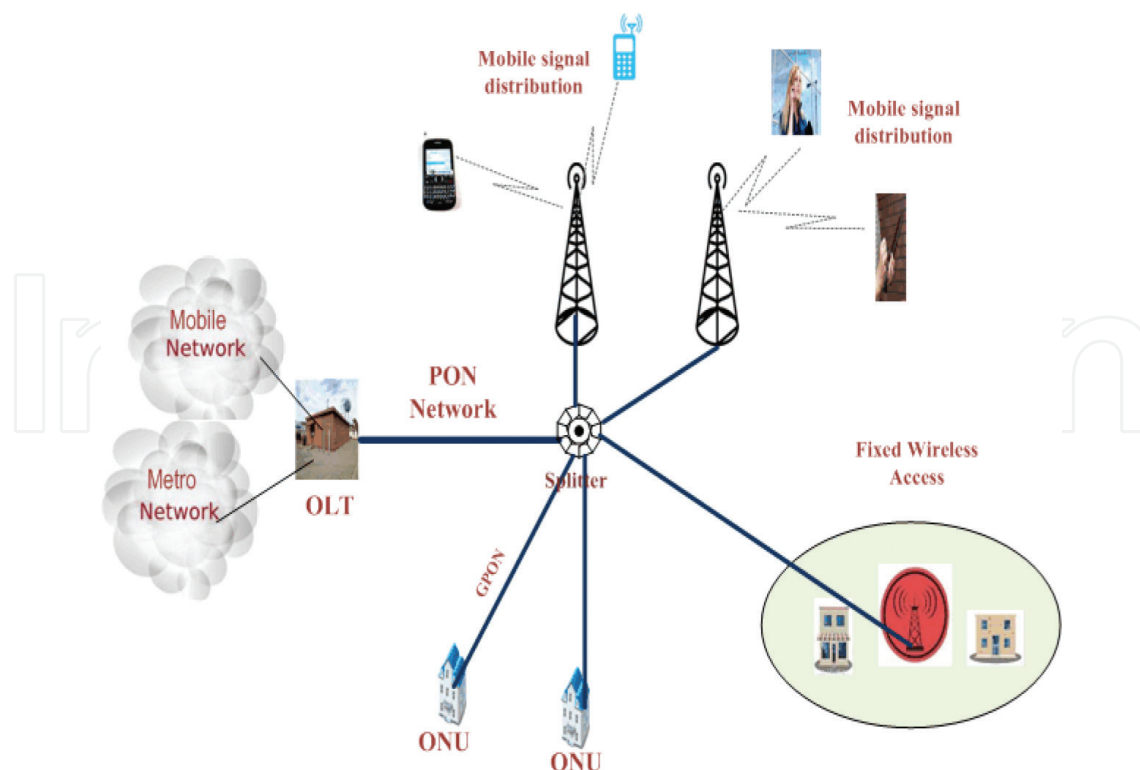 Mobile signal
distribution
Mobile signal
distribution
Mobile
Network
PON
Network
Metro
Network
OLT
Splitter
Fixed Wireless
Access
GPON
ONU
ONU